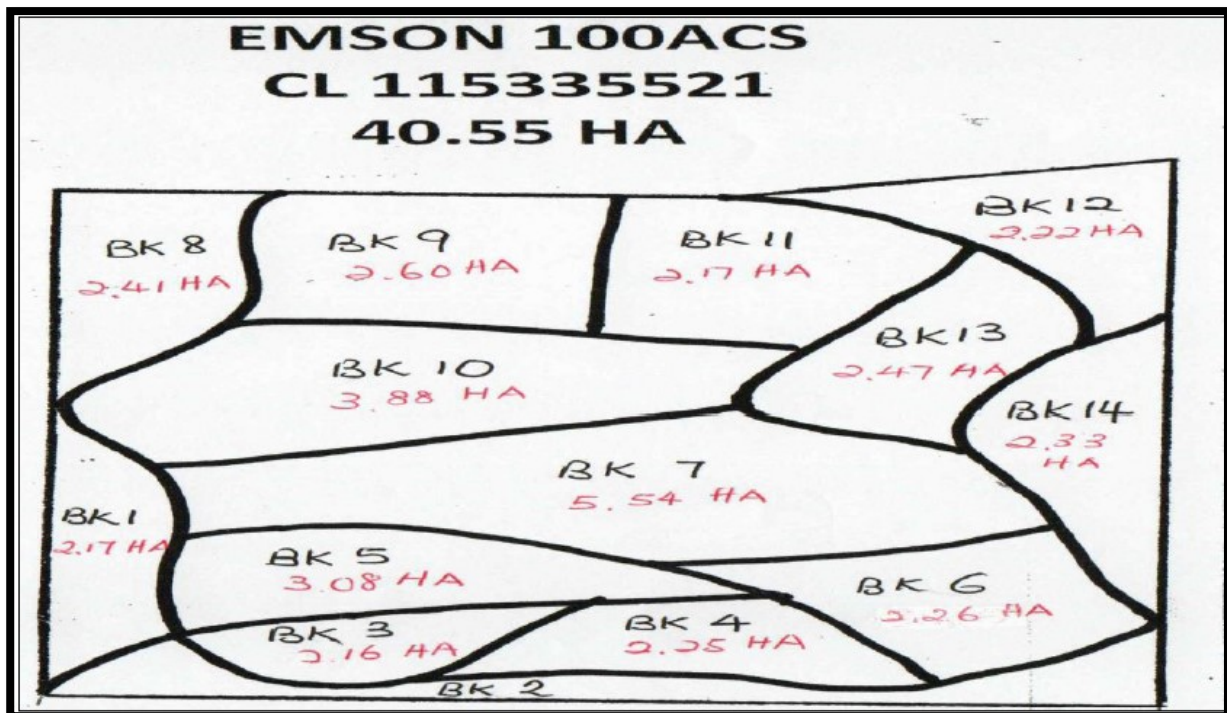 EMSON 100ACS
CL 115335521
40.55 HA
BK 8
2.41 HA
BK 9
2.60 HA
BK 11
2.17 HA
BK 12
2.22 HA
BK 10
3.88 HA
BK 13
2.47 HA
BK 14
2.33
HA
BK 7
5.54 HA
BK 1
2.17 HA
BK 5
3.08 HA
BK 6
2.26 HA
BK 3
2.16 HA
BK 4
2.25 HA
BK 2